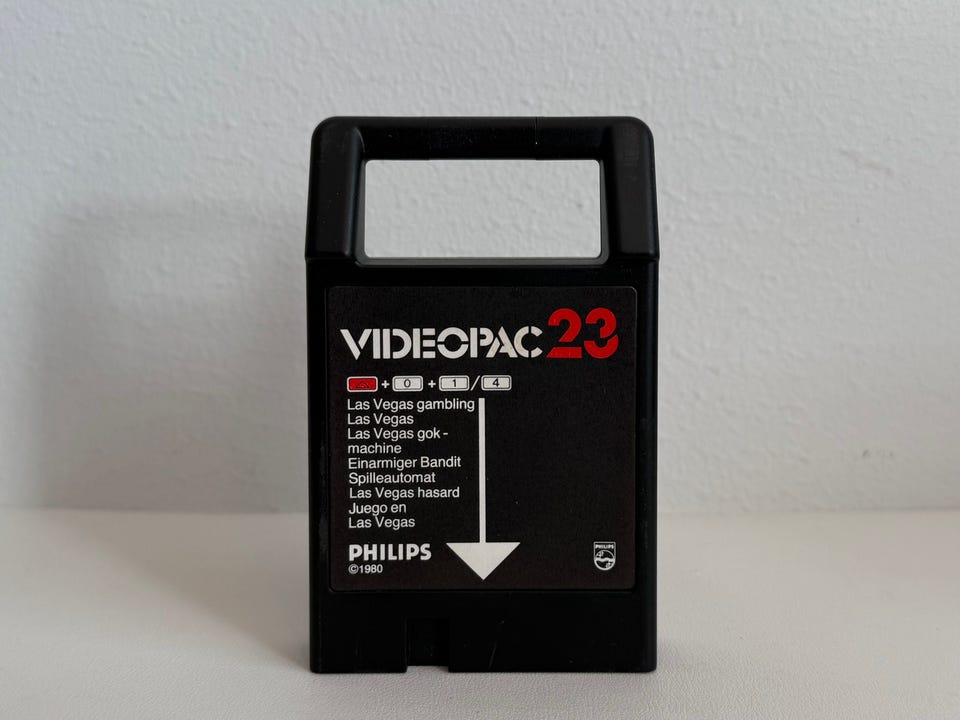 VIDEOPAC 23
+ 0 + 1 / 4
Las Vegas gambling
Las Vegas
Las Vegas gok-
machine
Einarmiger Bandit
Spilleautomat
Las Vegas hasard
Juego en
Las Vegas
PHILIPS
©1980
PHILIPS